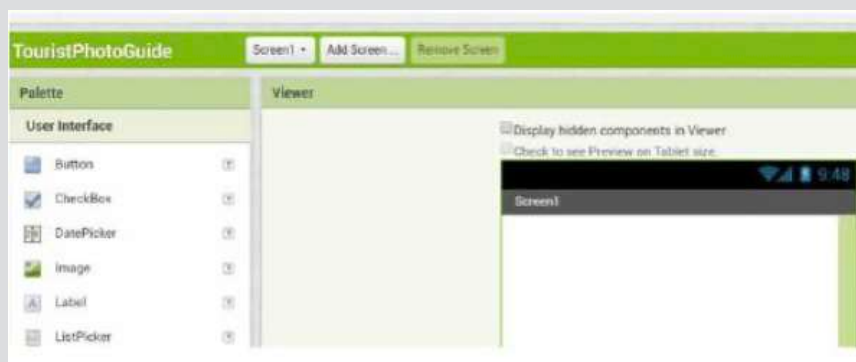 TouristPhotoGuide Screen1 Add Screen ... Remove Screen
Palette
Viewer
User Interface
Display hidden components in Viewer
Check to see Preview on Tablet size.
Button
9:48
CheckBox
Screen1
DatePicker
Image
Label
ListPicker